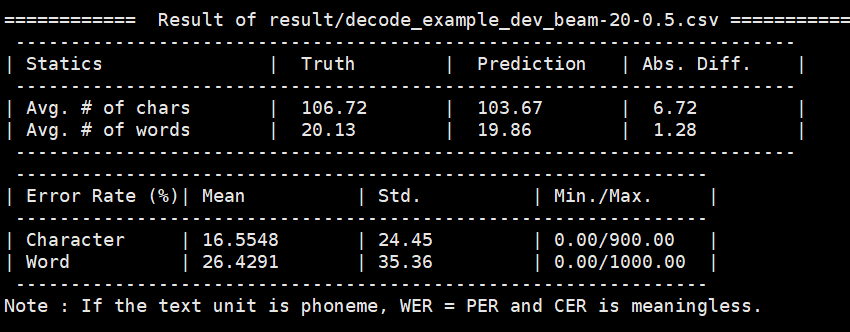 ============  Result of result/decode_example_dev_beam-20-0.5.csv ============
 -----------------------------------------------------------------------
| Statics               |  Truth        |  Prediction   | Abs. Diff.    |
 -----------------------------------------------------------------------
| Avg. # of chars       |  106.72       |  103.67       |  6.72         |
| Avg. # of words       |  20.13        |  19.86        |  1.28         |
 -----------------------------------------------------------------------
 ---------------------------------------------------------------
| Error Rate (%)| Mean          | Std.          | Min./Max.     |
 ---------------------------------------------------------------
| Character     | 16.5548       | 24.45         | 0.00/900.00   |
| Word          | 26.4291       | 35.36         | 0.00/1000.00  |
 ---------------------------------------------------------------
Note : If the text unit is phoneme, WER = PER and CER is meaningless.